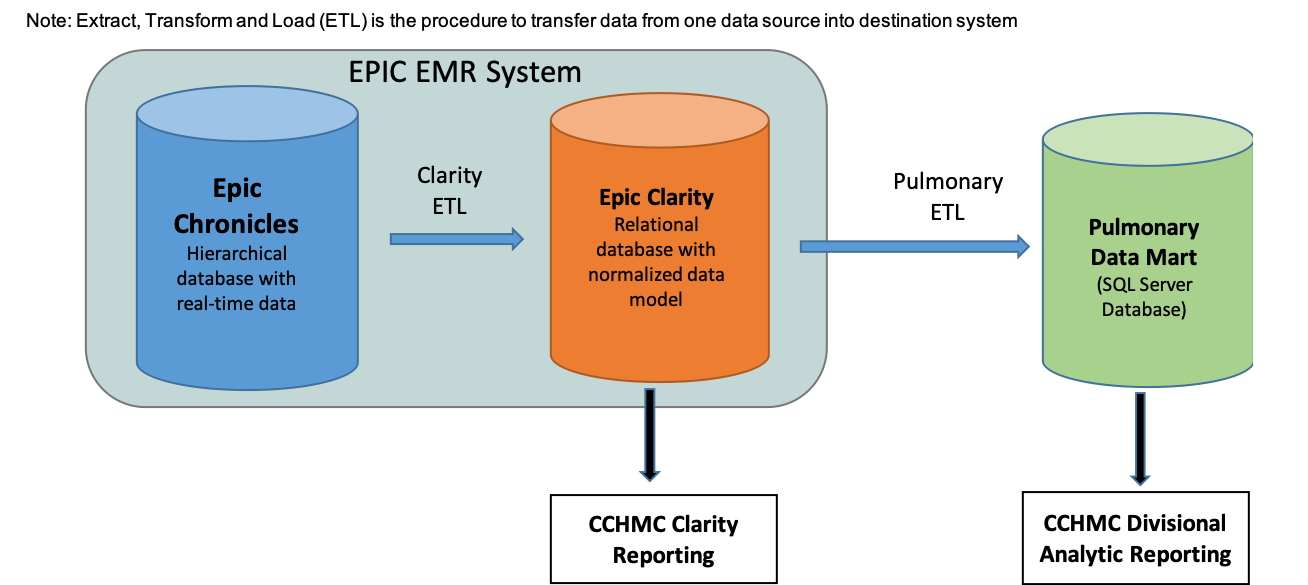 Note: Extract, Transform and Load (ETL) is the procedure to transfer data from one data source into destination system
EPIC EMR System
Epic
Chronicles
Hierarchical
database with
real-time data
Clarity
ETL
Epic Clarity
Relational
database with
normalized data
model
Pulmonary
ETL
Pulmonary
Data Mart
(SQL Server
Database)
CCHMC Clarity
Reporting
CCHMC Divisional
Analytic Reporting